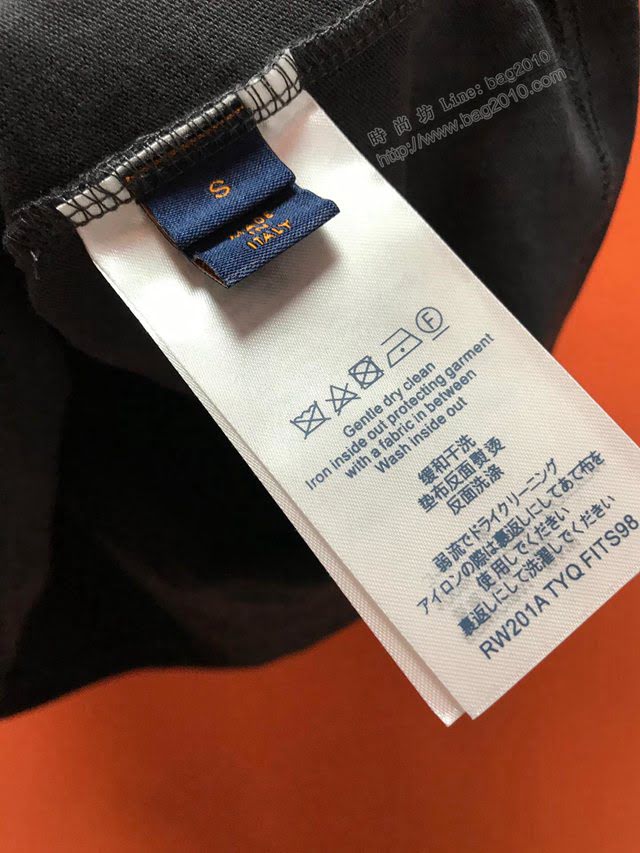 時尚坊 Line: bag2010
http://www.bag2010.com
S
MADE
IN
ITALY
F
Gentle dry clean
Iron inside out protecting garment
with a fabric in between
Wash inside out
缓和干洗
垫布反面熨烫
反面洗涤
弱流でドライクリーニング
アイロンの際は裏返しにしてあて布を
使用してください
裏返しにして洗濯してください
RW201A TYQ FITS98